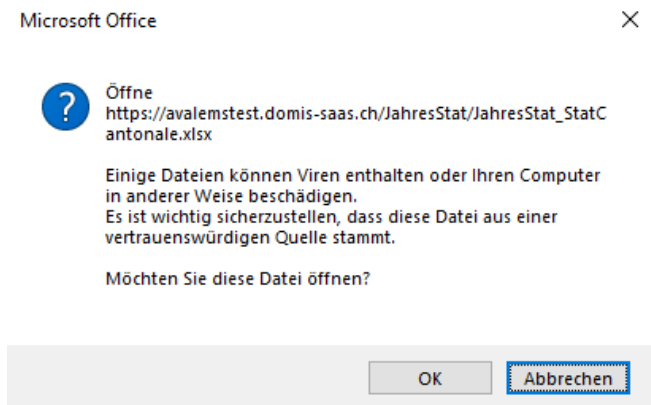 Microsoft Office
Öffne
https://avalemstest.domis-saas.ch/JahresStat/JahresStat_StatC
antonale.xlsx
Einige Dateien können Viren enthalten oder Ihren Computer
in anderer Weise beschädigen.
Es ist wichtig sicherzustellen, dass diese Datei aus einer
vertrauenswürdigen Quelle stammt.
Möchten Sie diese Datei öffnen?
OK
Abbrechen